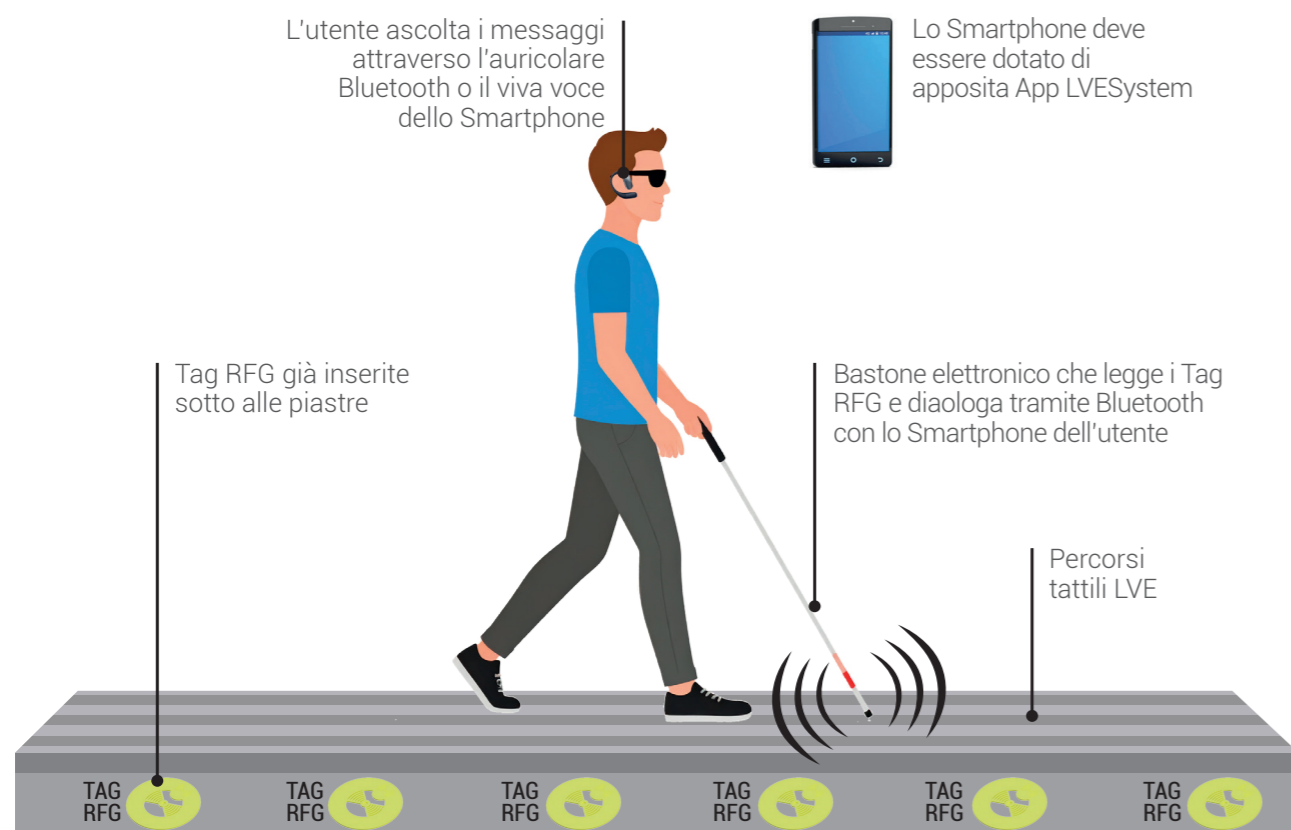 L'utente ascolta i messaggi
attraverso l'auricolare
Bluetooth o il viva voce
dello Smartphone
Lo Smartphone deve
essere dotato di
apposita App LVESystem
Tag RFG già inserite
sotto alle piastre
Bastone elettronico che legge i Tag
RFG e diaologa tramite Bluetooth
con lo Smartphone dell'utente
Percorsi
tattili LVE
TAG
RFG
TAG
RFG
TAG
RFG
TAG
RFG
TAG
RFG
TAG
RFG